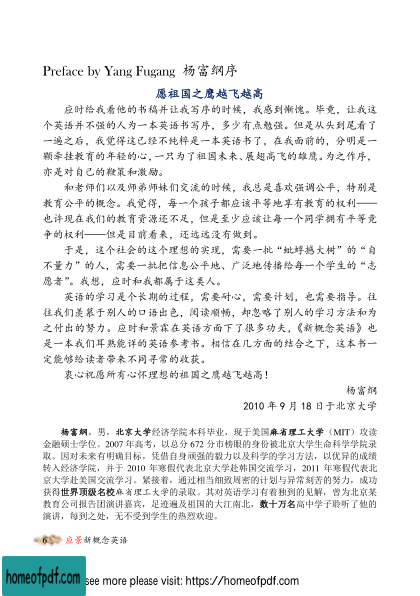 Preface by Yang Fugang 杨富纲序
愿祖国之鹰越飞越高
应时给我看他的书稿并让我写序的时候，我感到惭愧。毕竟，让我这
个英语并不强的人为一本英语书写序，多少有点勉强。但是从头到尾看了
一遍之后，我觉得这已经不纯粹是一本英语书了，在我面前的，分明是一
颗牵挂教育的年轻的心，一只为了祖国未来、展翅高飞的雄鹰。为之作序，
亦是对自己的鞭策和激励。
和老师们以及师弟师妹们交流的时候，我总是喜欢强调公平，特别是
教育公平的概念。我觉得，每一个孩子都应该平等地享有教育的权利——
也许现在我们的教育资源还不足，但是至少应该让每一个同学拥有平等竞
争的权利——但是目前看来，还远远没有做到。
于是，这个社会的这个理想的实现，需要一批“蚍蜉撼大树”的“自
不量力”的人，需要一批把信息公平地、广泛地传播给每一个学生的“志
愿者”。我想，应时和我都属于这类人。
英语的学习是个长期的过程，需要耐心，需要计划，也需要指导。往
往我们羡慕于别人的口语出色，阅读顺畅，却忽略了别人的学习方法和为
之付出的努力。应时和景霖在英语方面下了很多功夫，《新概念英语》也
是一本我们耳熟能详的英语参考书。相信在几方面的结合之下，这本书一
定能够给读者带来不同寻常的收获。
衷心祝愿所有心怀理想的祖国之鹰越飞越高！
杨富纲
2010 年 9 月 18 日于北京大学
杨富纲，男，北京大学经济学院本科毕业，现于美国麻省理工大学（MIT）攻读
金融硕士学位。2007 年高考，以总分 672 分市榜眼的身份被北京大学生命科学学院录
取。因对未来有明确目标，凭借自身顽强的毅力以及科学的学习方法，以优异的成绩
转入经济学院，并于 2010 年寒假代表北京大学赴韩国交流学习，2011 年寒假代表北
京大学赴美国交流学习。紧接着，通过相当细致周密的计划与异常刻苦的努力，成功
获得世界顶级名校麻省理工大学的录取。其对英语学习有着独到的见解，曾为北京某
教育公司报告团演讲嘉宾，足迹遍及祖国的大江南北，数十万名高中学子聆听了他的
演讲，每到之处，无不受到学生的热烈欢迎。
6 应景新概念英语
homeofpdf.com
see more please visit: https://homeofpdf.com